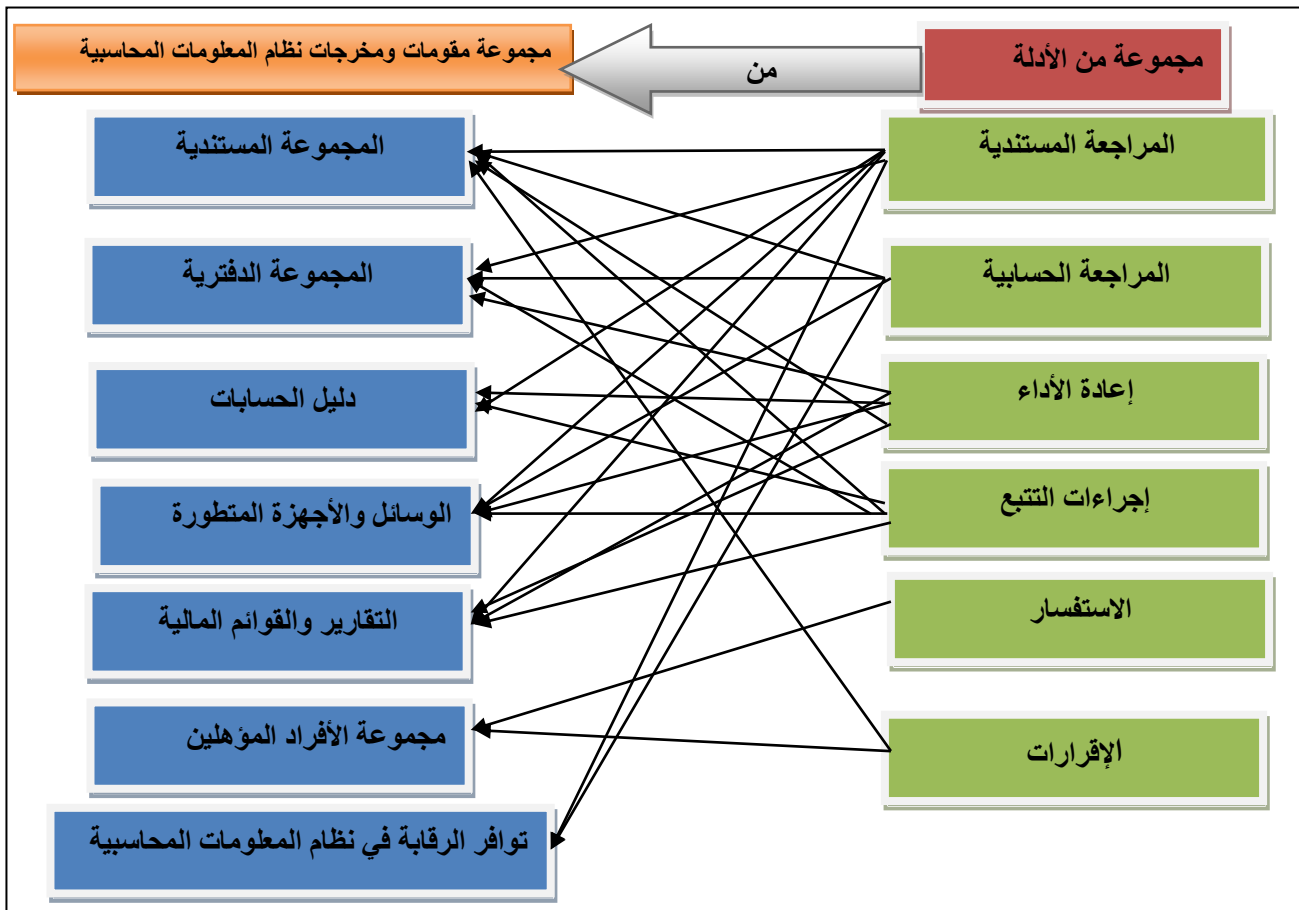 مجموعة من الأدلة
من
مجموعة مقومات ومخرجات نظام المعلومات المحاسبية
المراجعة المستندية
المجموعة المستندية
المراجعة الحسابية
المجموعة الدفترية
إعادة الأداء
دليل الحسابات
إجراءات التتبع
الوسائل والأجهزة المتطورة
الاستفسار
التقارير والقوائم المالية
الإقرارات
مجموعة الأفراد المؤهلين
توافر الرقابة في نظام المعلومات المحاسبية